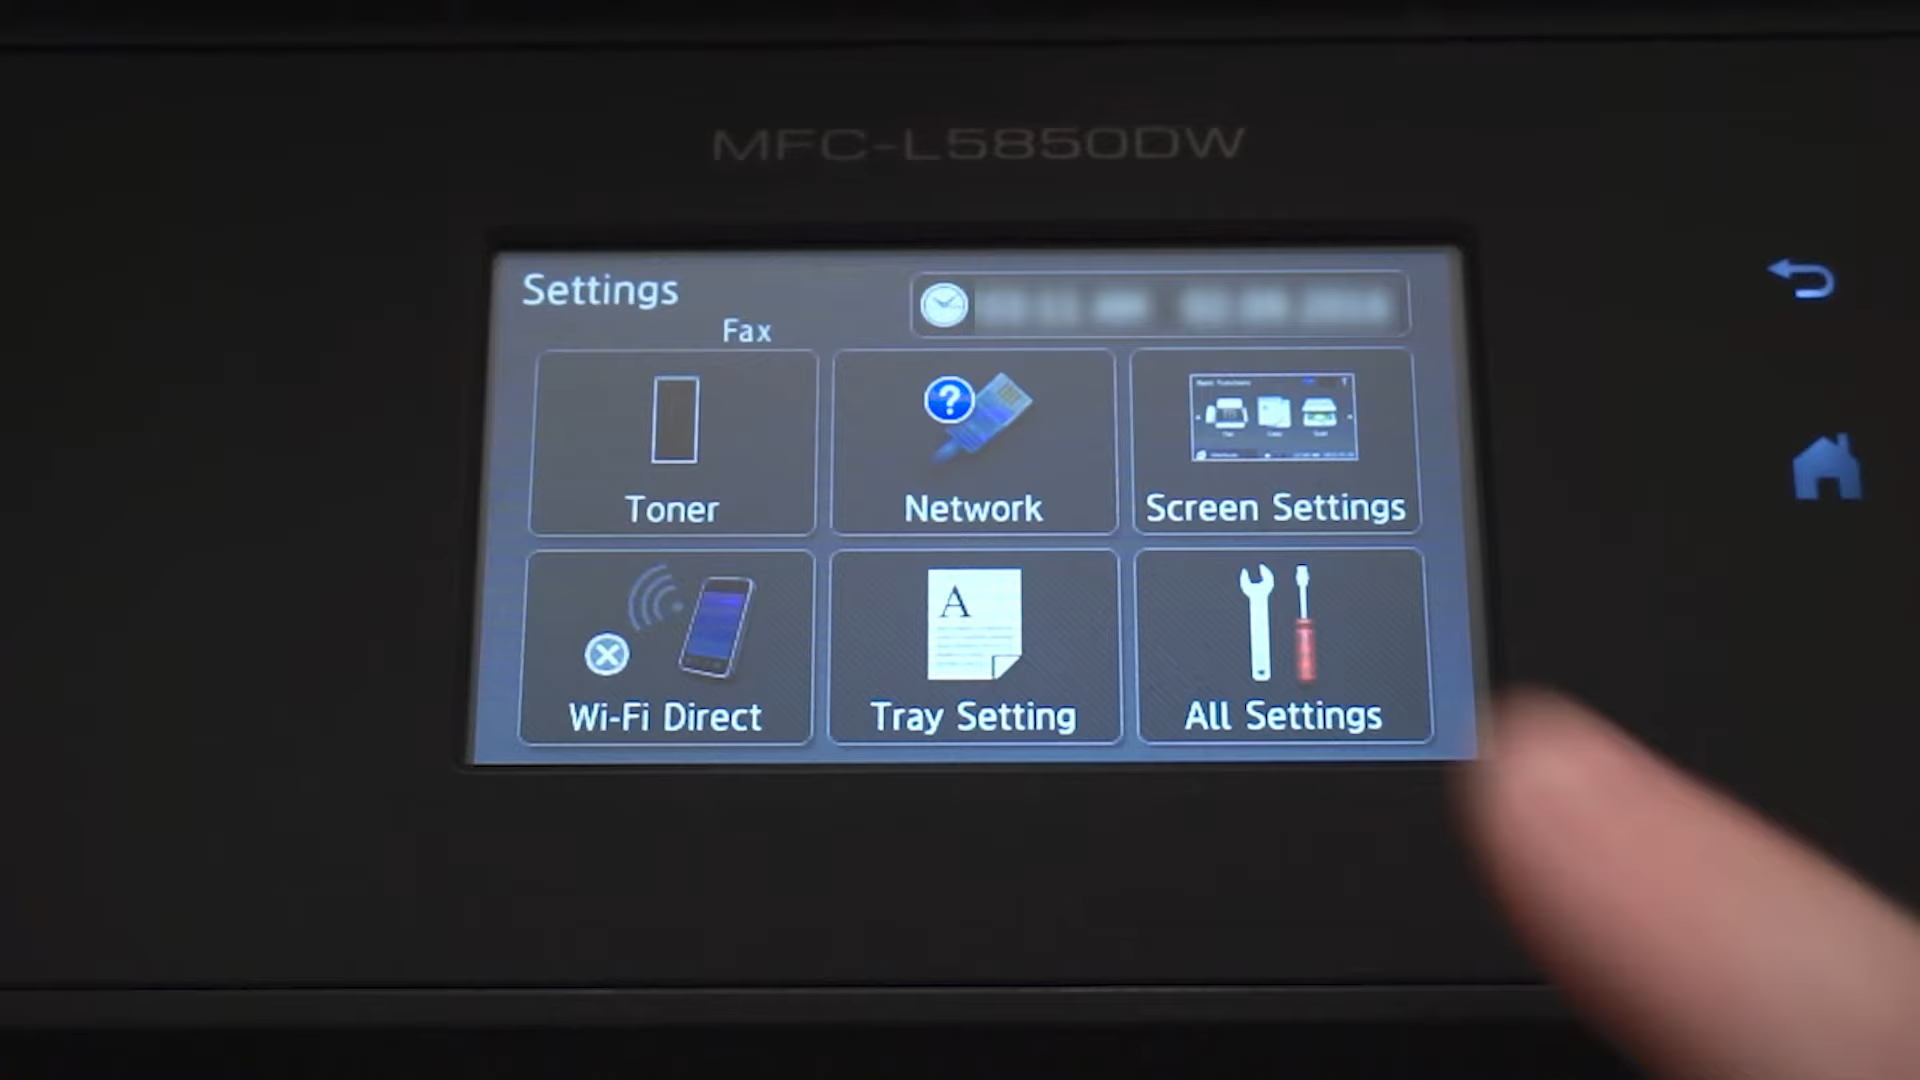 MFC-L5850DW
Settings
Fax
Toner
Network
Screen Settings
A
Wi-Fi Direct
Tray Setting
All Settings